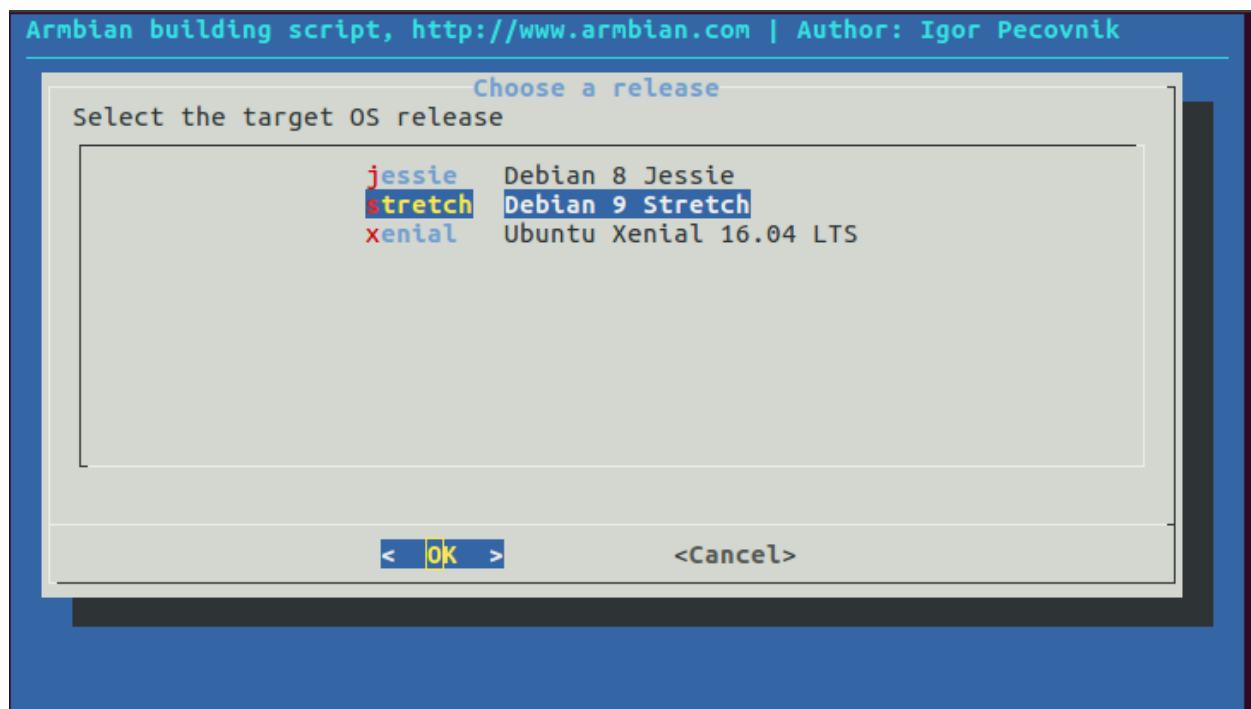 Armbian building script, http://www.armbian.com | Author: Igor Pecovnik
Choose a release
Select the target OS release
jessie Debian 8 Jessie
stretch Debian 9 Stretch
xenial Ubuntu Xenial 16.04 LTS
< OK > <Cancel>